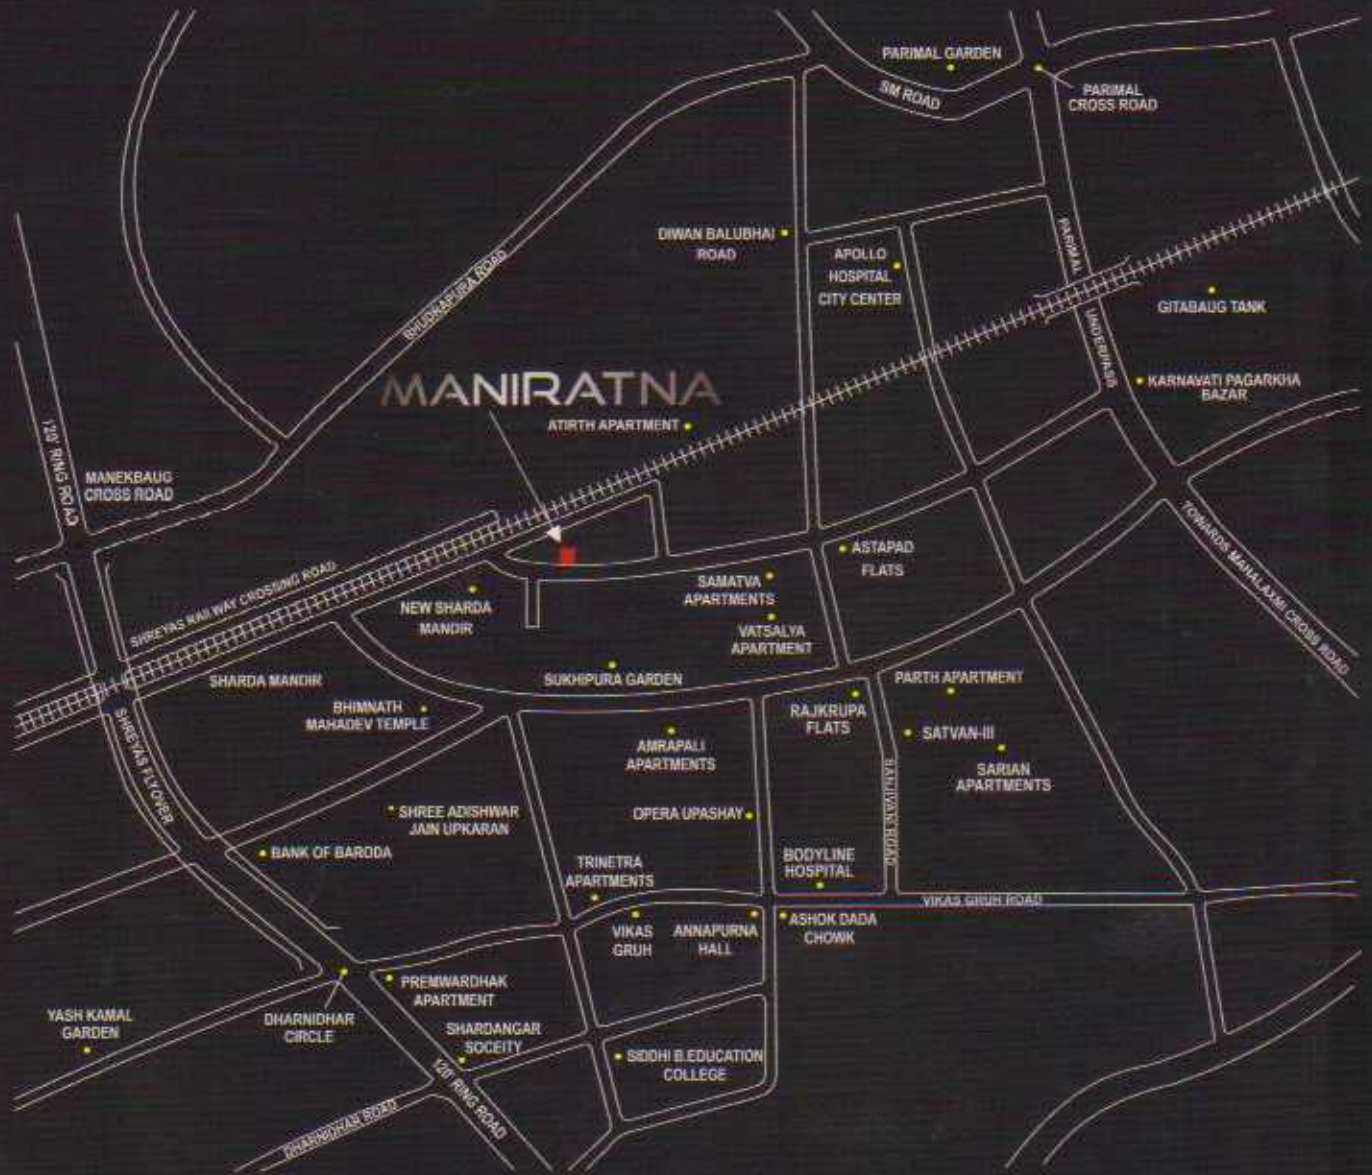 PARIMAL GARDEN
SM ROAD
PARIMAL
CROSS ROAD
DIWAN BALUBHAI
ROAD
APOLLO
HOSPITAL
CITY CENTER
PARIMAL
UNDERPASS
GITABAUG TANK
BHUDRAPURA ROAD
KARNAVATI PAGARKHA
BAZAR
MANIRATNA
ATIRTH APARTMENT
120' RING ROAD
MANEKBAUG
CROSS ROAD
TOWARDS MAHALAXMI CROSS ROAD
ASTAPAD
FLATS
SHREYAS RAILWAY CROSSING ROAD
NEW SHARDA
MANDIR
SAMATVA
APARTMENTS
VATSALYA
APARTMENT
SHARDA MANDIR
SUKHIPURA GARDEN
PARTH APARTMENT
BHIMNATH
MAHADEV TEMPLE
RAJKRUPA
FLATS
SATVAN-III
SHREYAS FLYOVER
AMRAPALI
APARTMENTS
SARIAN
APARTMENTS
SANJIVANI ROAD
SHREE ADISHWAR
JAIN UPKARAN
OPERA UPASHAY
BANK OF BARODA
TRINETRA
APARTMENTS
BODYLINE
HOSPITAL
VIKAS GRUH ROAD
VIKAS
GRUH
ANNAPURNA
HALL
ASHOK DADA
CHOWK
PREMWARDHAK
APARTMENT
YASH KAMAL
GARDEN
DHARNIDHAR
CIRCLE
SHARDANGAR
SOCEITY
SIDDHI B.EDUCATION
COLLEGE
120' RING ROAD
DHARNIDHAR ROAD